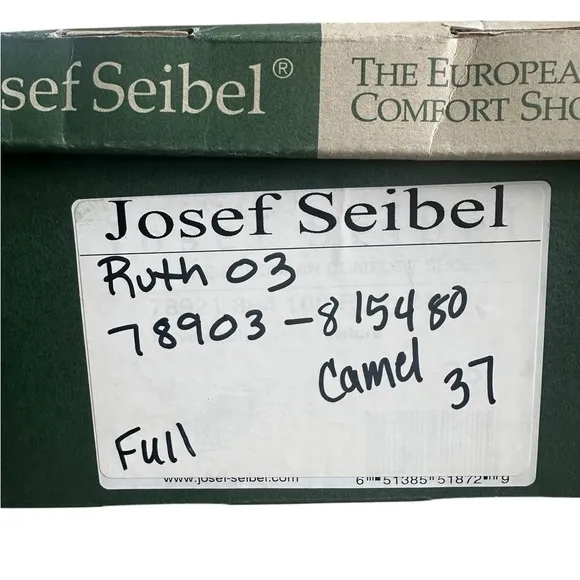 sef Seibel®
THE EUROPEA
COMFORT SHO
Josef Seibel
Ruth 03
78903-815480
Camel 37
Full
www.josef-seibel.com
6 51385 51872 9